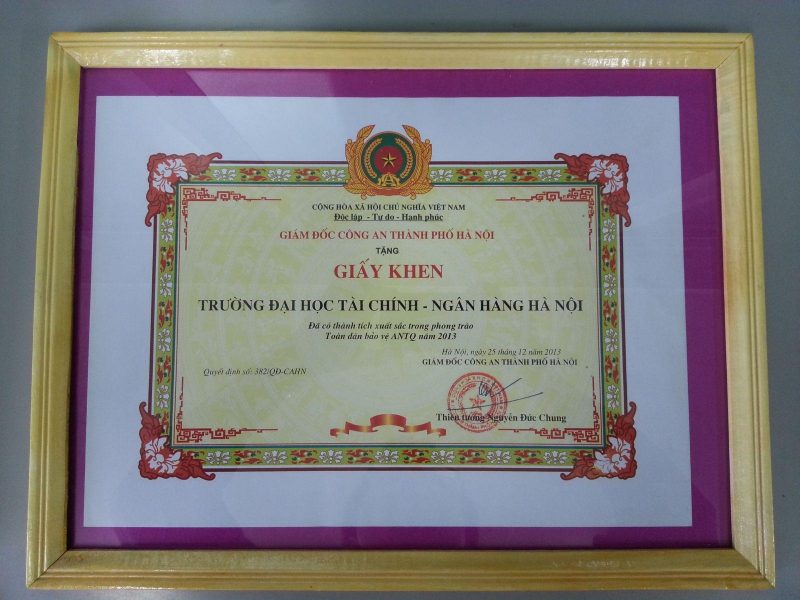 CỘNG HÒA XÃ HỘI CHỦ NGHĨA VIỆT NAM
Độc lập - Tự do - Hạnh phúc
GIÁM ĐỐC CÔNG AN THÀNH PHỐ HÀ NỘI
TẶNG
GIẤY KHEN
TRƯỜNG ĐẠI HỌC TÀI CHÍNH - NGÂN HÀNG HÀ NỘI
Đã có thành tích xuất sắc trong phong trào
Toàn dân bảo vệ ANTQ năm 2013
Hà Nội, ngày 25 tháng 12 năm 2013
GIÁM ĐỐC CÔNG AN THÀNH PHỐ HÀ NỘI
Quyết định số: 382/QĐ-CAHN
Thiếu tướng Nguyễn Đức Chung